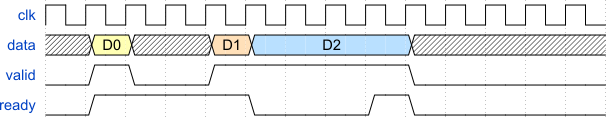 clk
data D0 D1 D2
valid
ready